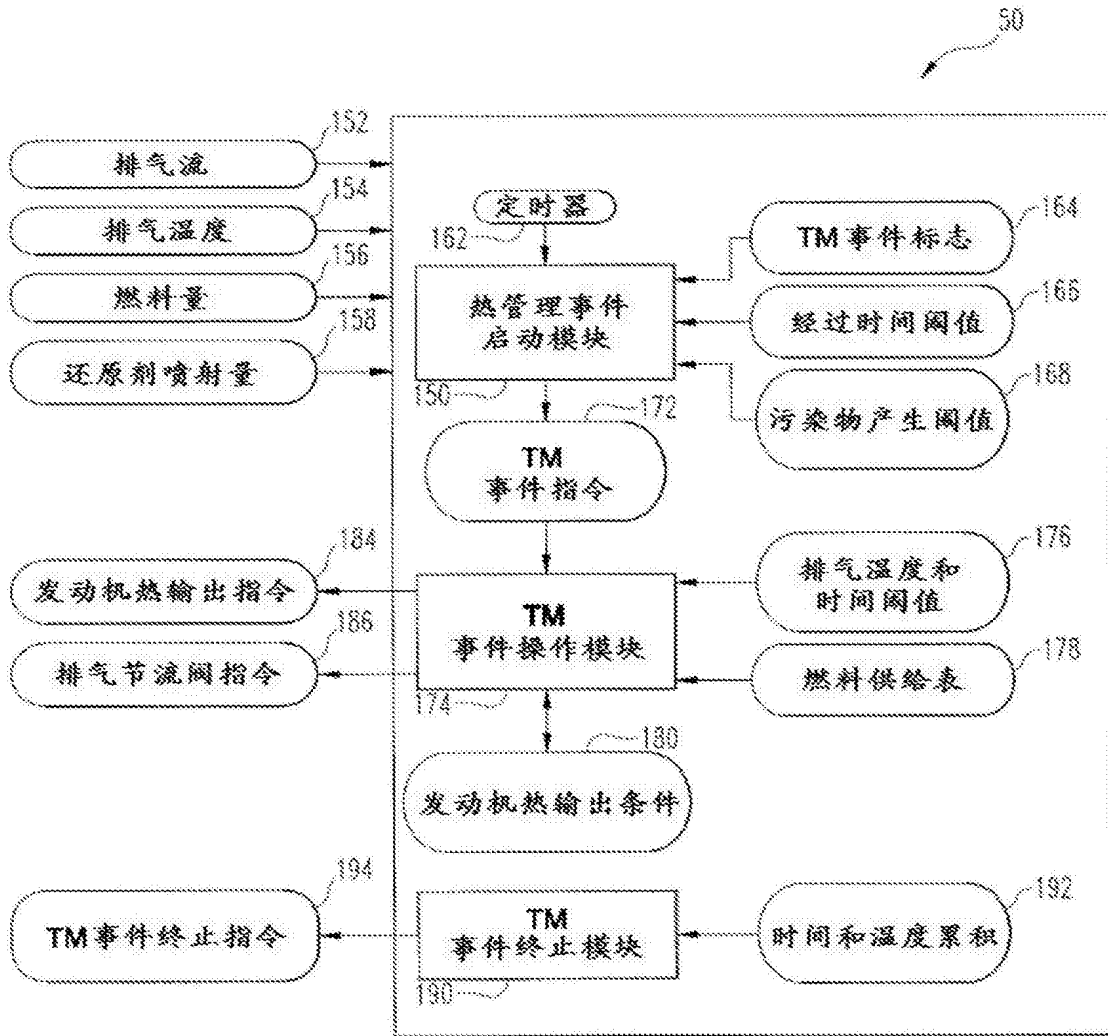 50
152
排气流
154
排气温度
156
燃料量
158
还原剂喷射量
定时器
162
164
TM 事件标志
166
经过时间阈值
168
污染物产生阈值
热管理事件
启动模块
150
172
TM
事件指令
184
发动机热输出指令
186
排气节流阀指令
TM
事件操作模块
174
176
排气温度和
时间阈值
178
燃料供给表
180
发动机热输出条件
194
TM 事件终止指令
TM
事件终止模块
190
192
时间和温度累积